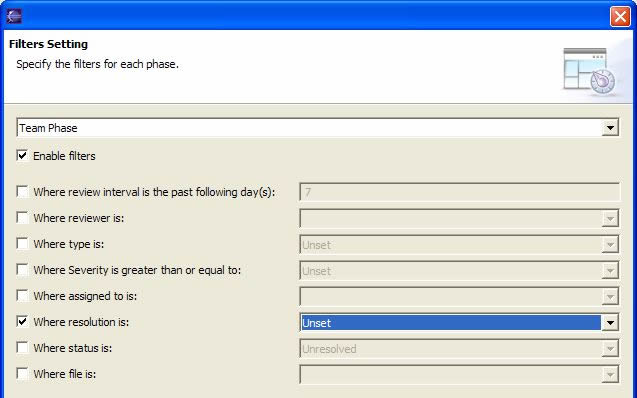 Filters Setting
Specify the filters for each phase.
Team Phase
Enable filters
Where review interval is the past following day(s): 7
Where reviewer is:
Where type is: Unset
Where Severity is greater than or equal to: Unset
Where assigned to is:
Where resolution is: Unset
Where status is: Unresolved
Where file is: